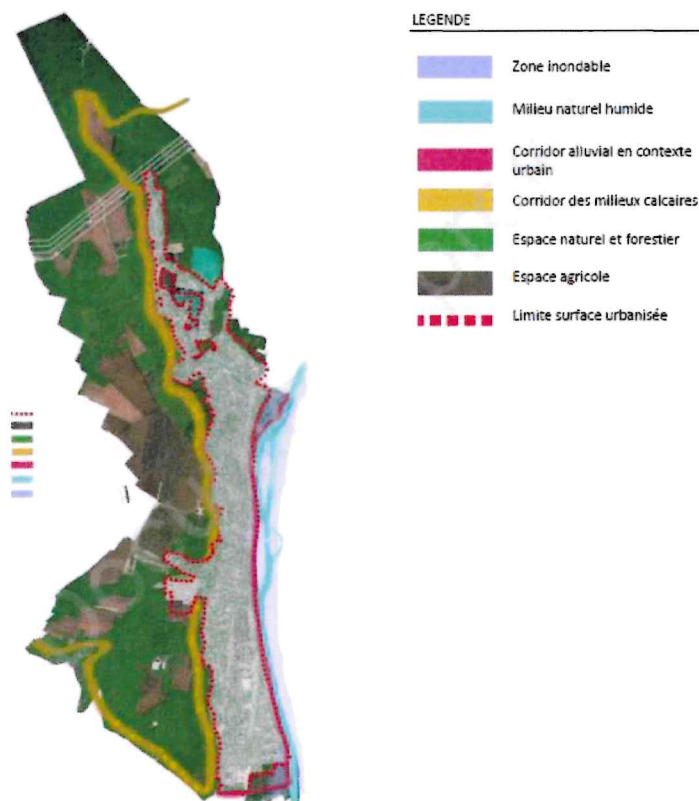 LEGENDE
Zone inondable
Milieu naturel humide
Corridor alluvial en contexte
urbain
Corridor des milieux calcaires
Espace naturel et forestier
Espace agricole
Limite surface urbanisée